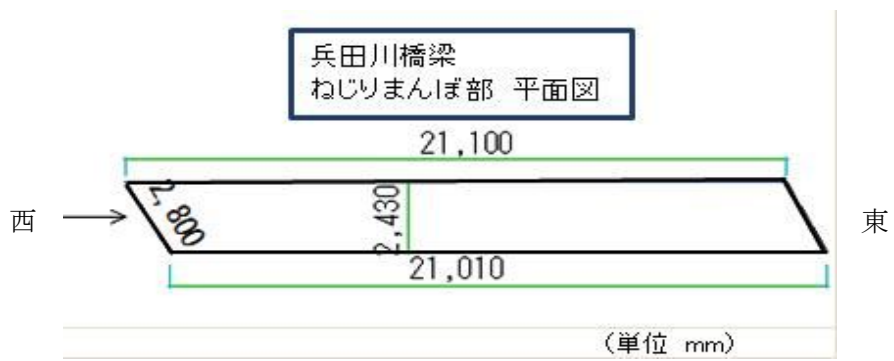 兵田川橋梁
ねじりまんぽ部 平面図
21,100
西
2,800
2,430
東
21,010
(単位 mm)